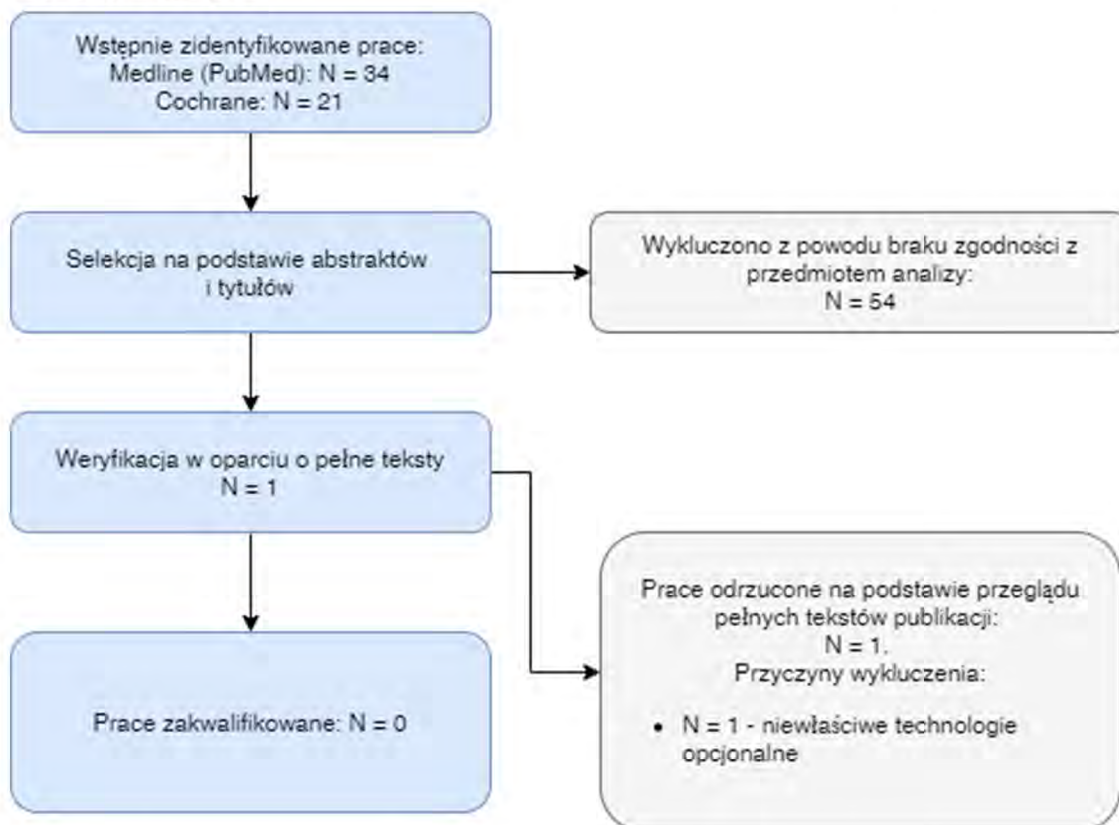 Wstępnie zidentyfikowane prace:
Medline (PubMed): N = 34
Cochrane: N = 21
Selekcja na podstawie abstraktów
i tytułów
Wykluczono z powodu braku zgodności z
przedmiotem analizy:
N = 54
Weryfikacja w oparciu o pełne teksty
N = 1
Prace odrzucone na podstawie przeglądu
pełnych tekstów publikacji:
N = 1.
Przyczyny wykluczenia:
• N = 1 - niewłaściwe technologie
opcjonalne
Prace zakwalifikowane: N = 0